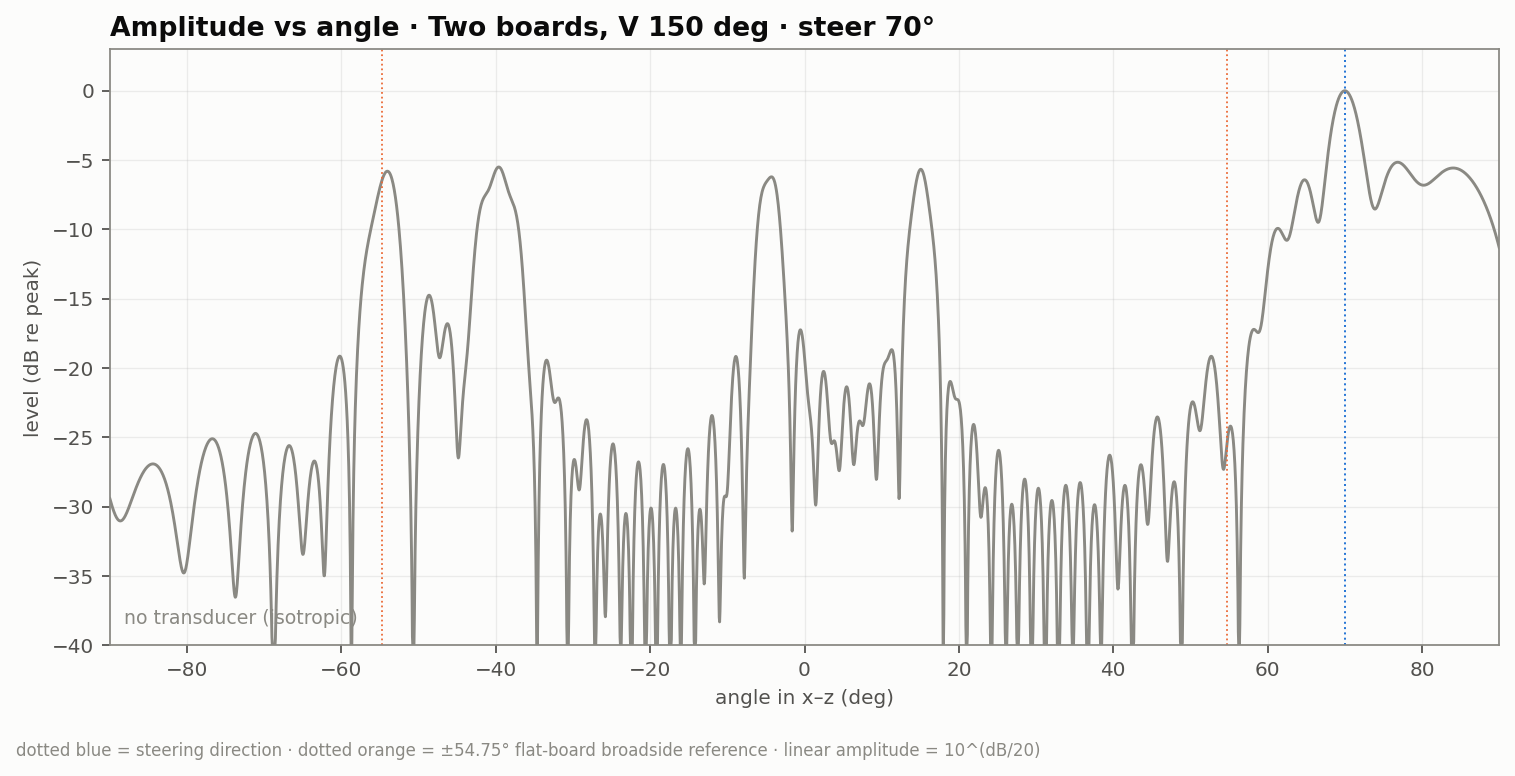 Amplitude vs angle · Two boards, V 150 deg · steer 70°
0
−5
−10
−15
−20
−25
−30
−35
−40
level (dB re peak)
no transducer (isotropic)
−80 −60 −40 −20 0 20 40 60 80
angle in x–z (deg)
dotted blue = steering direction · dotted orange = ±54.75° flat-board broadside reference · linear amplitude = 10^(dB/20)